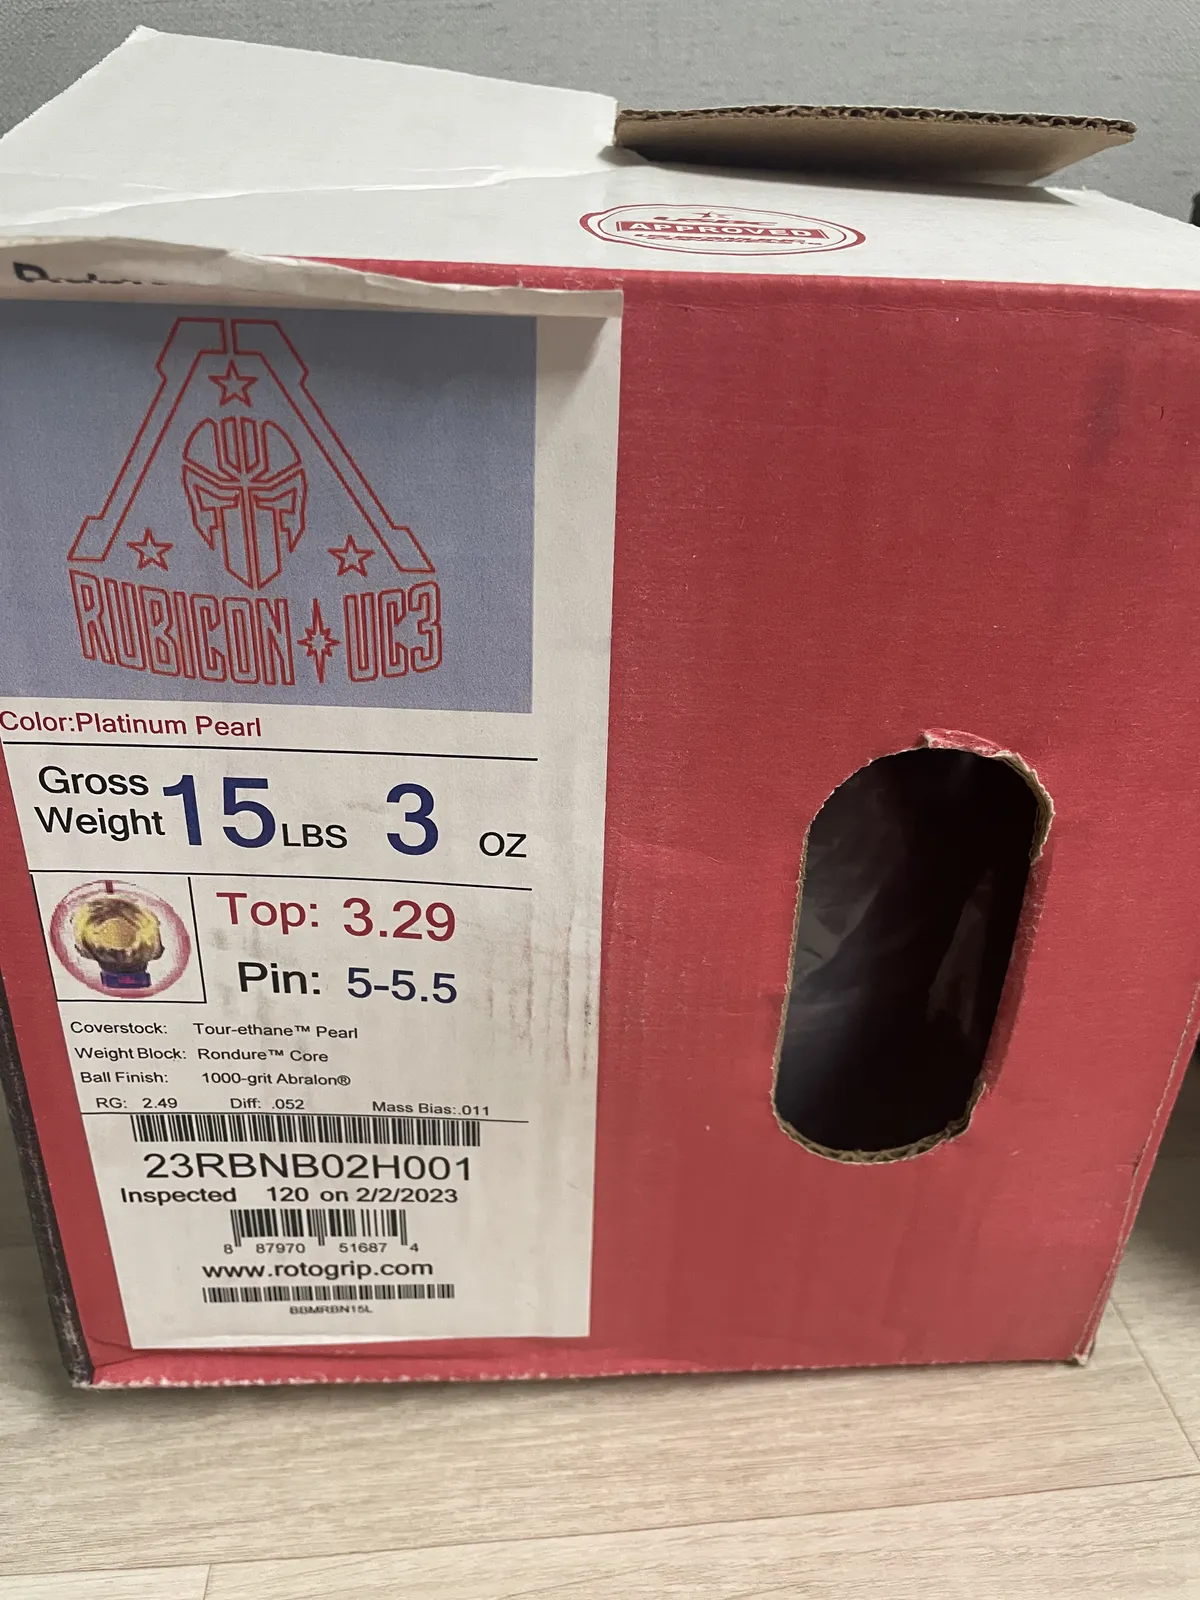 APPROVED
RUBICON UC3
Color:Platinum Pearl
Gross Weight 15 LBS 3 OZ
Top: 3.29
Pin: 5-5.5
Coverstock: Tour-ethane™ Pearl
Weight Block: Rondure™ Core
Ball Finish: 1000-grit Abralon®
RG: 2.49 Diff: .052 Mass Bias:.011
23RBNB02H001
Inspected 120 on 2/2/2023
8 87970 51687 4
www.rotogrip.com
BBMRBN15L